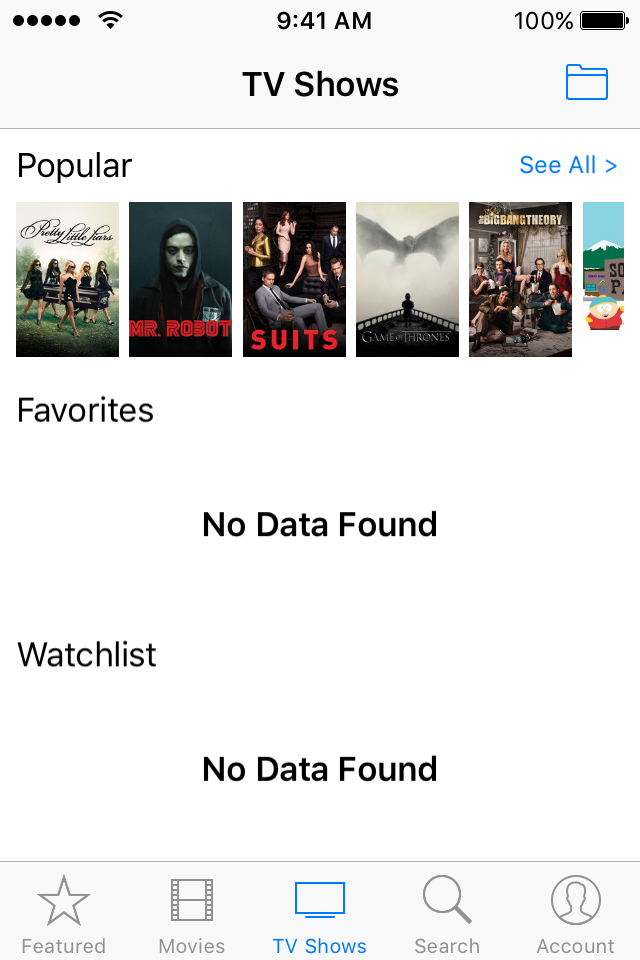 9:41 AM
100%
TV Shows
Popular
See All >
Pretty Little Liars
MR. ROBOT
SUITS
GAME OF THRONES
THE BIG BANG THEORY
SO
P.
Favorites
No Data Found
Watchlist
No Data Found
Featured
Movies
TV Shows
Search
Account